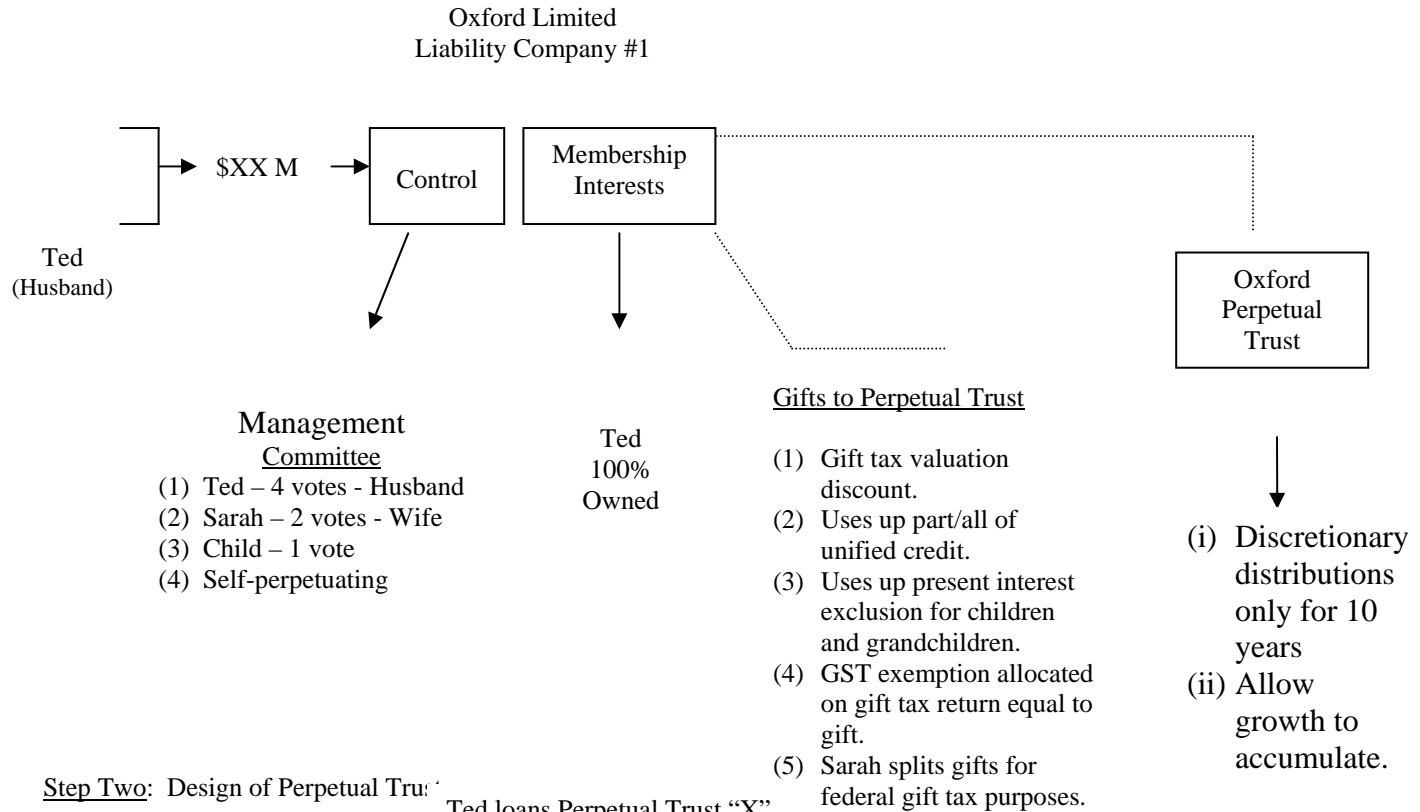 Oxford Limited
Liability Company #1
$XX M
Control
Membership
Interests
Ted
(Husband)
Oxford
Perpetual
Trust
Management
Committee
(1) Ted – 4 votes - Husband
(2) Sarah – 2 votes - Wife
(3) Child – 1 vote
(4) Self-perpetuating
Ted
100%
Owned
Gifts to Perpetual Trust
(1) Gift tax valuation
discount.
(2) Uses up part/all of
unified credit.
(3) Uses up present interest
exclusion for children
and grandchildren.
(4) GST exemption allocated
on gift tax return equal to
gift.
(5) Sarah splits gifts for
federal gift tax purposes.
(i) Discretionary
distributions
only for 10
years
(ii) Allow
growth to
accumulate.
Step Two: Design of Perpetual
Ted loans Perpetual Trust “X”